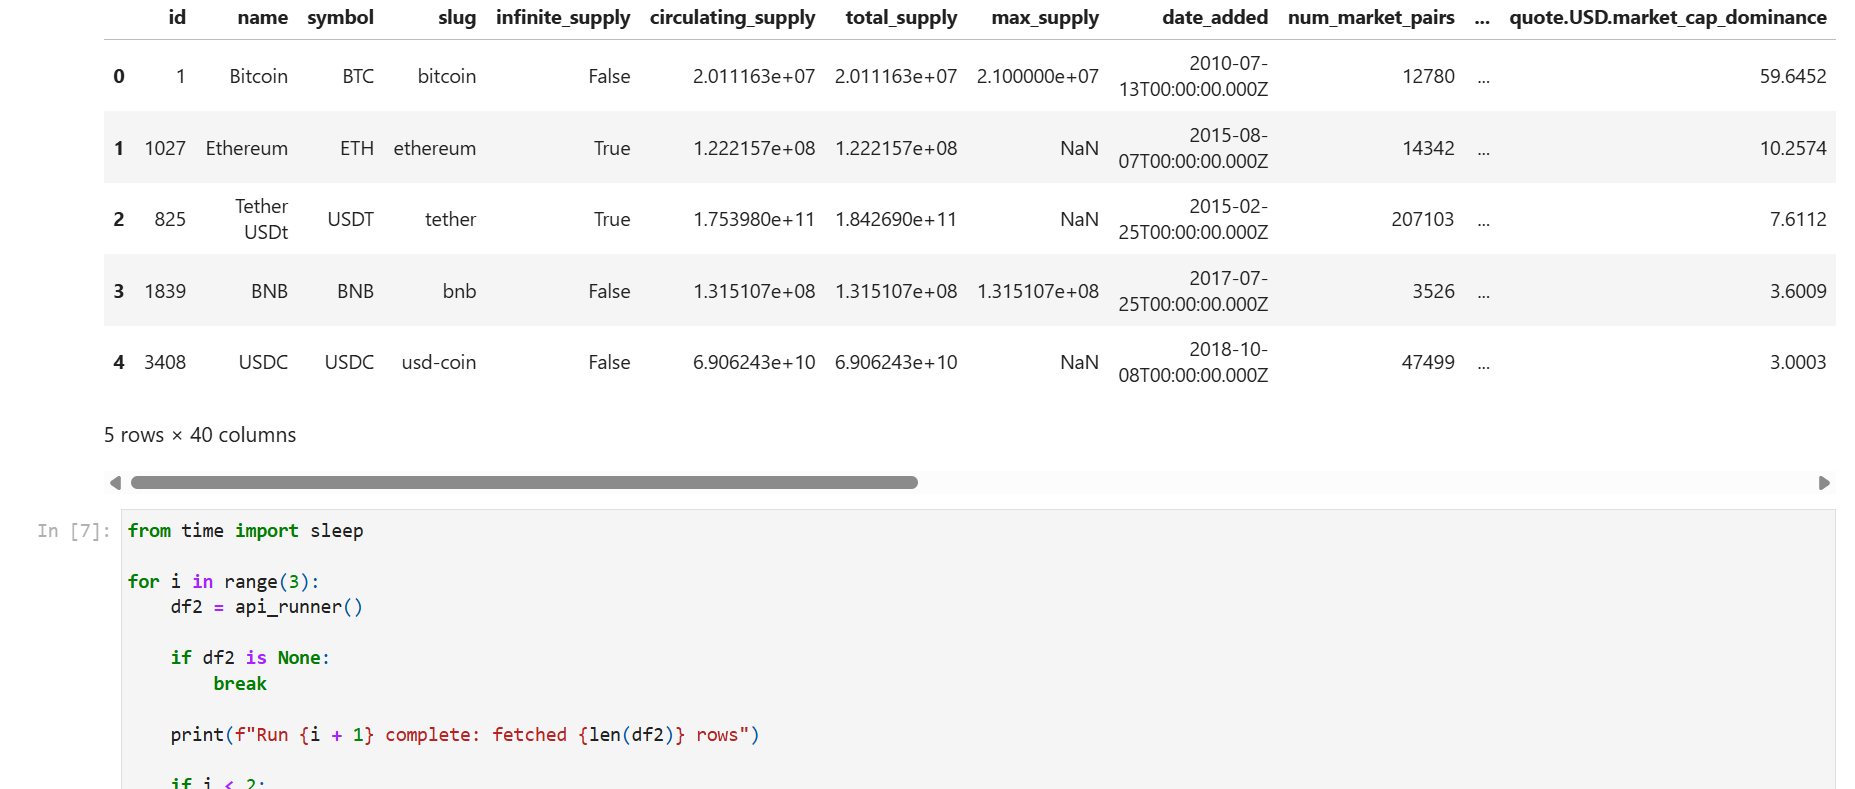 id name symbol slug infinite_supply circulating_supply total_supply max_supply date_added num_market_pairs ... quote.USD.market_cap_dominance
0 1 Bitcoin BTC bitcoin False 2.011163e+07 2.011163e+07 2.100000e+07 2010-07-13T00:00:00.000Z 12780 ... 59.6452
1 1027 Ethereum ETH ethereum True 1.222157e+08 1.222157e+08 NaN 2015-08-07T00:00:00.000Z 14342 ... 10.2574
2 825 Tether USDt USDT tether True 1.753980e+11 1.842690e+11 NaN 2015-02-25T00:00:00.000Z 207103 ... 7.6112
3 1839 BNB BNB bnb False 1.315107e+08 1.315107e+08 1.315107e+08 2017-07-25T00:00:00.000Z 3526 ... 3.6009
4 3408 USDC USDC usd-coin False 6.906243e+10 6.906243e+10 NaN 2018-10-08T00:00:00.000Z 47499 ... 3.0003
5 rows × 40 columns
In [7]:
from time import sleep
for i in range(3):
    df2 = api_runner()
    if df2 is None:
        break
    print(f"Run {i + 1} complete: fetched {len(df2)} rows")
    if i < 2: